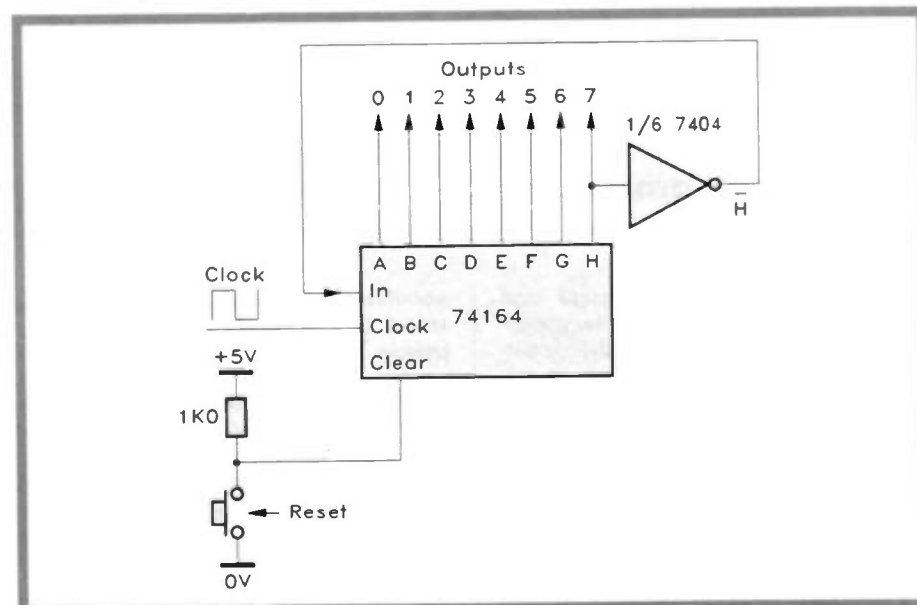 Outputs
0 1 2 3 4 5 6 7
1/6 7404
H
A B C D E F G H
Clock
In
74164
Clock
Clear
+5V
1K0
Reset
0V